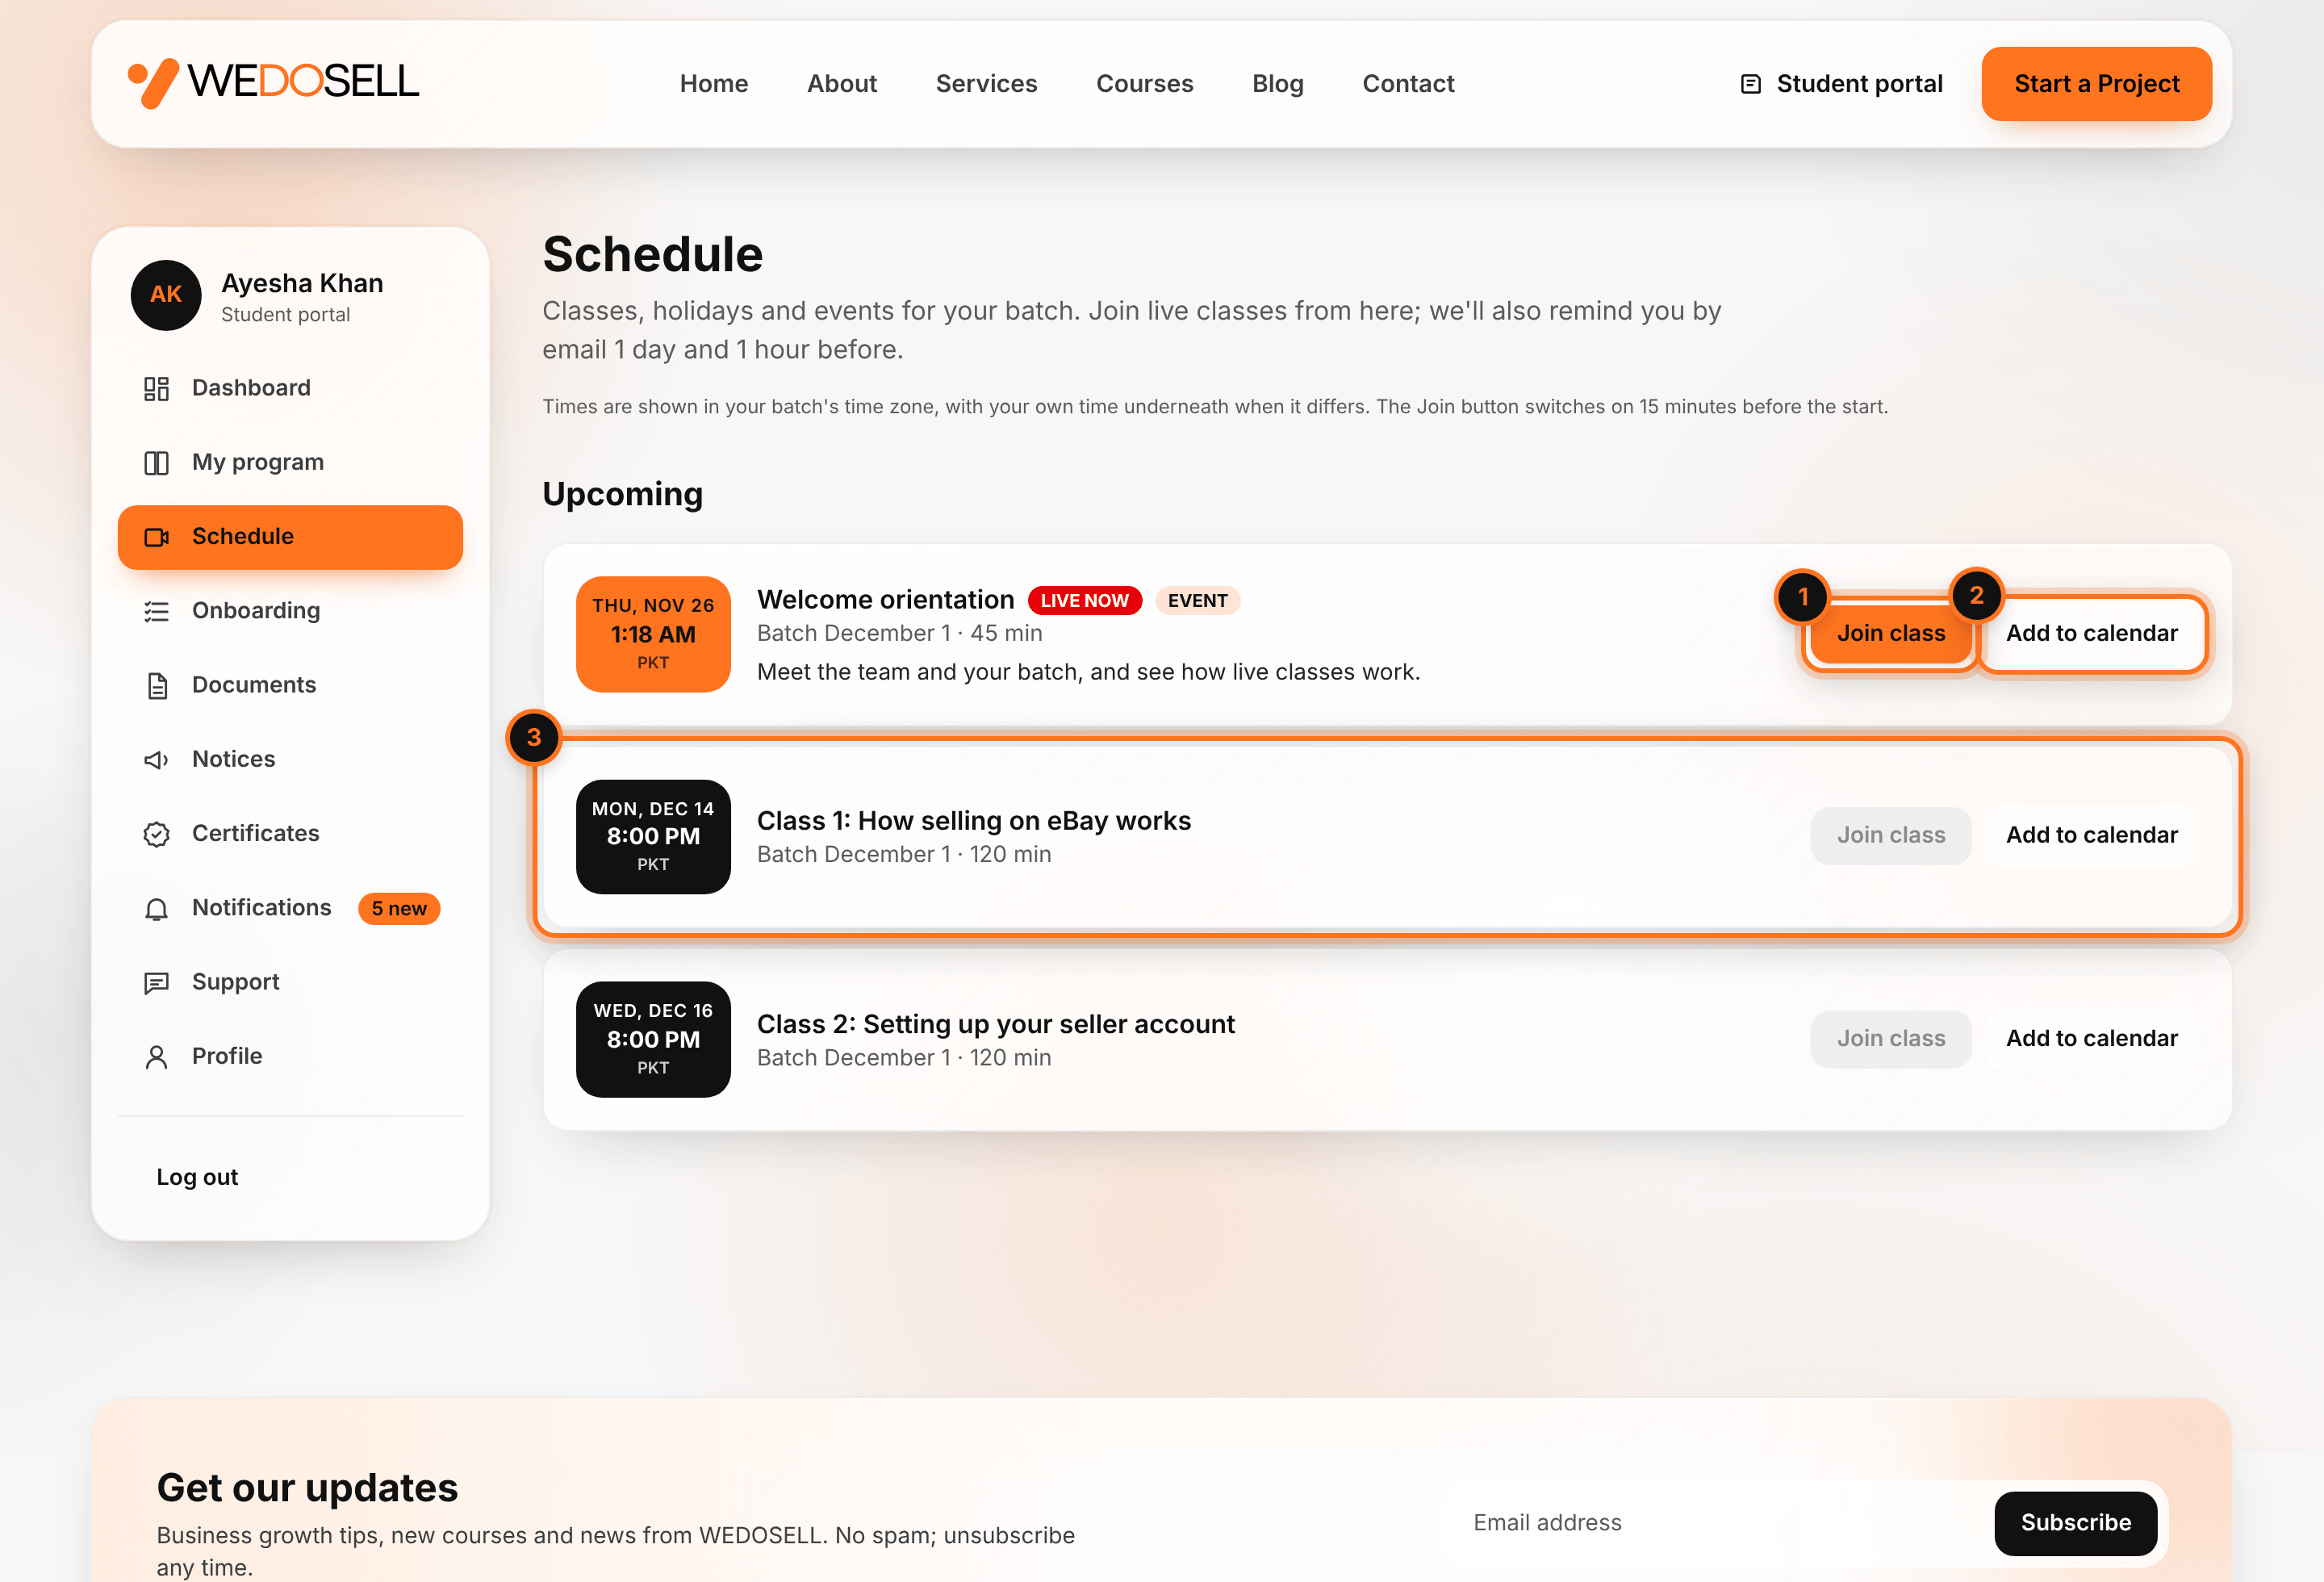 WEDOSELL
Home
About
Services
Courses
Blog
Contact
Student portal
Start a Project
AK
Ayesha Khan
Student portal
Dashboard
My program
Schedule
Onboarding
Documents
Notices
Certificates
Notifications
5 new
Support
Profile
Log out
Schedule
Classes, holidays and events for your batch. Join live classes from here; we'll also remind you by
email 1 day and 1 hour before.
Times are shown in your batch's time zone, with your own time underneath when it differs. The Join button switches on 15 minutes before the start.
Upcoming
THU, NOV 26
1:18 AM
PKT
Welcome orientation LIVE NOW EVENT
Batch December 1 · 45 min
Meet the team and your batch, and see how live classes work.
1
Join class
2
Add to calendar
3
MON, DEC 14
8:00 PM
PKT
Class 1: How selling on eBay works
Batch December 1 · 120 min
Join class
Add to calendar
WED, DEC 16
8:00 PM
PKT
Class 2: Setting up your seller account
Batch December 1 · 120 min
Join class
Add to calendar
Get our updates
Business growth tips, new courses and news from WEDOSELL. No spam; unsubscribe
any time.
Email address
Subscribe